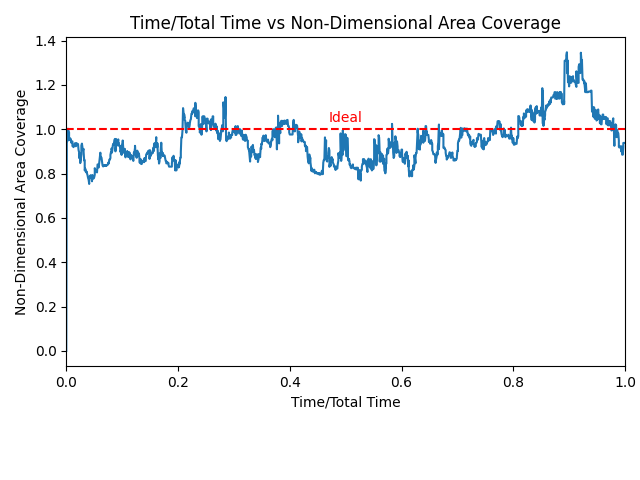 Time/Total Time vs Non-Dimensional Area Coverage
1.4
1.2
1.0
0.8
0.6
0.4
0.2
0.0
Non-Dimensional Area Coverage
Ideal
0.0 0.2 0.4 0.6 0.8 1.0
Time/Total Time